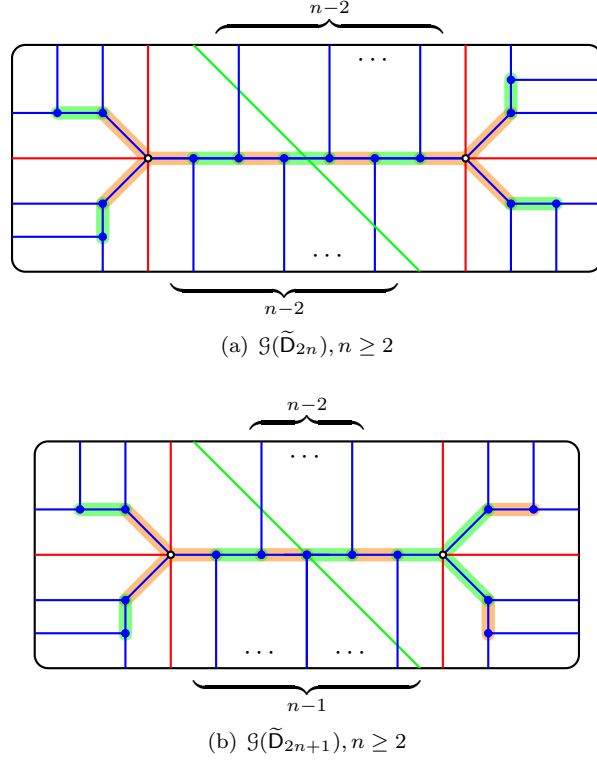 n−2
···
···
n−2
(a) 𝒢(D̃₂ₙ), n ≥ 2
n−2
···
··· ···
n−1
(b) 𝒢(D̃₂ₙ₊₁), n ≥ 2